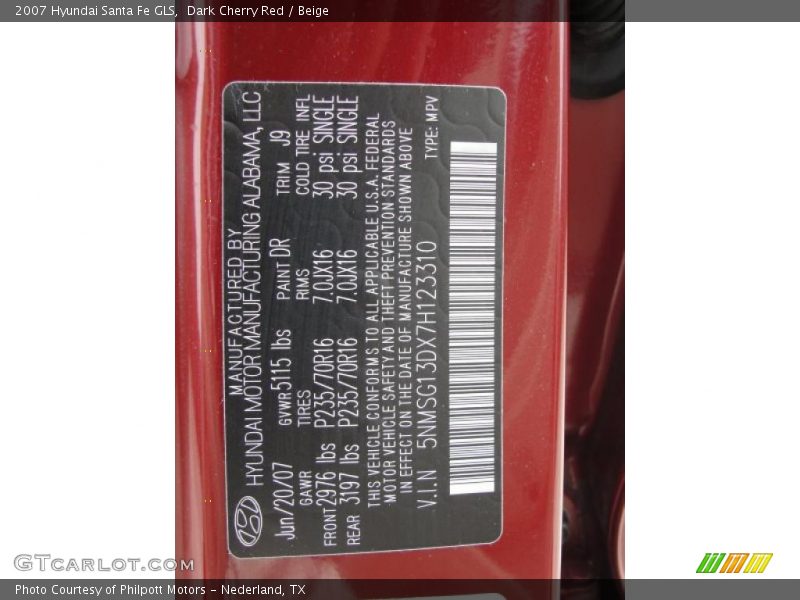 2007 Hyundai Santa Fe GLS, Dark Cherry Red / Beige
MANUFACTURED BY
HYUNDAI MOTOR MANUFACTURING ALABAMA, LLC
Jun/20/07 GVWR 5115 lbs PAINT DR TRIM J9
GAWR TIRES RIMS COLD TIRE INFL
FRONT 2976 lbs P235/70R16 7.0JX16 30 psi SINGLE
REAR 3197 lbs P235/70R16 7.0JX16 30 psi SINGLE
THIS VEHICLE CONFORMS TO ALL APPLICABLE U.S.A. FEDERAL
MOTOR VEHICLE SAFETY AND THEFT PREVENTION STANDARDS
IN EFFECT ON THE DATE OF MANUFACTURE SHOWN ABOVE
V.I.N 5NMSG13DX7H123310 TYPE: MPV
GTCarLot.com
Photo Courtesy of Philpott Motors - Nederland, TX